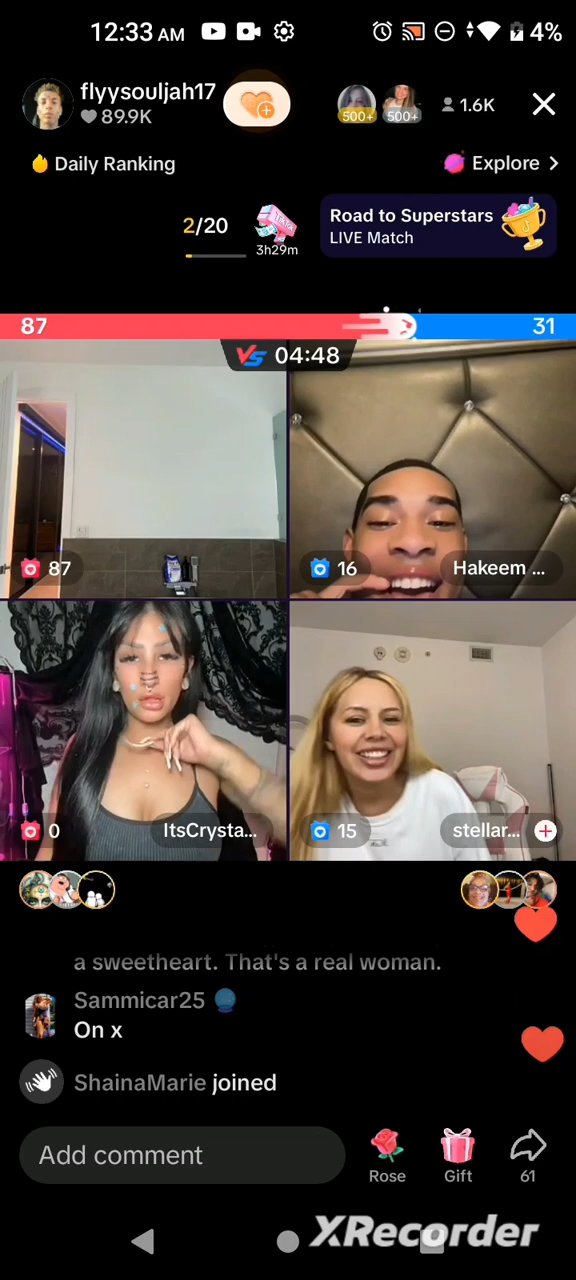 12:33 AM
4%
flyysouljah17
89.9K
500+
500+
1.6K
Daily Ranking
Explore >
2/20
TikTok
3h29m
Road to Superstars
LIVE Match
87
31
VS 04:48
87
16
Hakeem ...
0
ItsCrysta...
15
stellar...
a sweetheart. That's a real woman.
Sammicar25
On x
ShainaMarie joined
Add comment
Rose
Gift
61
XRecorder